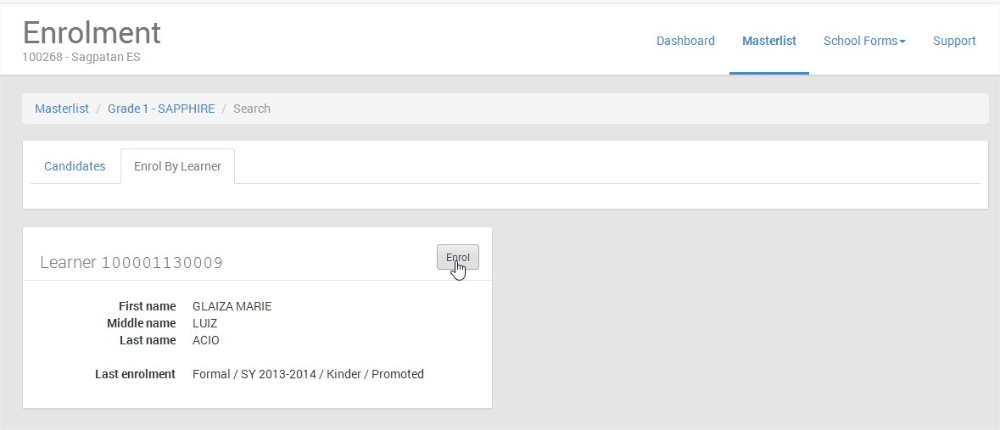 Enrolment
100268 - Sagpatan ES
Dashboard Masterlist School Forms Support
Masterlist / Grade 1 - SAPPHIRE / Search
Candidates Enrol By Learner
Learner 100001130009 Enrol
First name GLAIZA MARIE
Middle name LUIZ
Last name ACIO
Last enrolment Formal / SY 2013-2014 / Kinder / Promoted